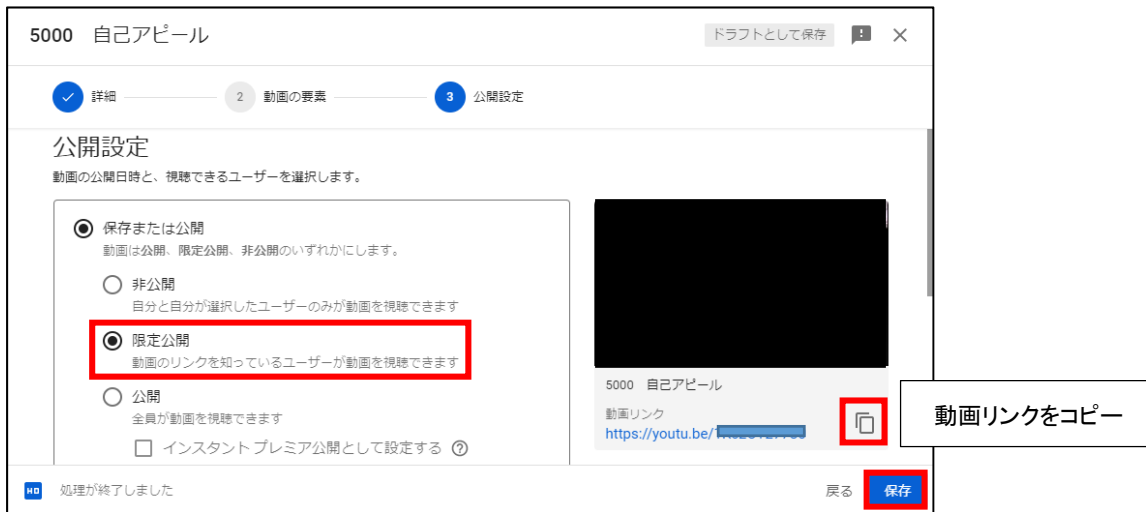 5000 自己アピール
ドラフトとして保存
詳細
2 動画の要素
3 公開設定
公開設定
動画の公開日時と、視聴できるユーザーを選択します。
保存または公開
動画は公開、限定公開、非公開のいずれかにします。
非公開
自分と自分が選択したユーザーのみが動画を視聴できます
限定公開
動画のリンクを知っているユーザーが動画を視聴できます
公開
全員が動画を視聴できます
インスタント プレミア公開として設定する
5000 自己アピール
動画リンク
https://youtu.be/
動画リンクをコピー
HD 処理が終了しました
戻る
保存